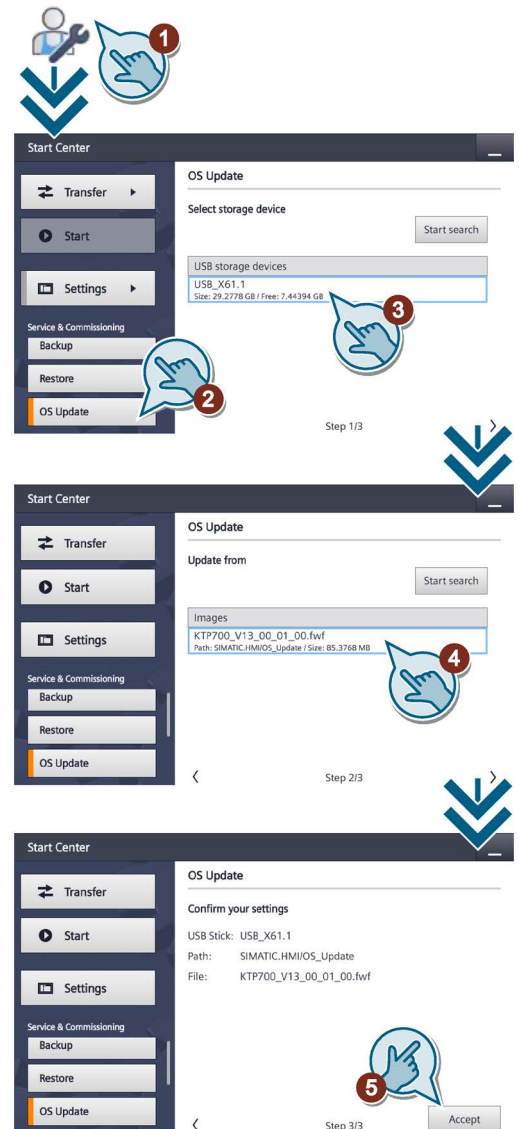 1
Start Center
OS Update
Transfer
Select storage device
Start search
Start
USB storage devices
USB_X61.1
Size: 29.2778 GB / Free: 7.44394 GB
Settings
3
Service & Commissioning
Backup
Restore
2
OS Update
Step 1/3
Start Center
OS Update
Transfer
Update from
Start search
Start
Images
KTP700_V13_00_01_00.fwf
Path: SIMATIC.HMI/OS_Update / Size: 85.3768 MB
Settings
4
Service & Commissioning
Backup
Restore
OS Update
Step 2/3
Start Center
OS Update
Transfer
Confirm your settings
Start
USB Stick: USB_X61.1
Path: SIMATIC.HMI/OS_Update
File: KTP700_V13_00_01_00.fwf
Settings
Service & Commissioning
Backup
Restore
5
OS Update
Step 3/3
Accept